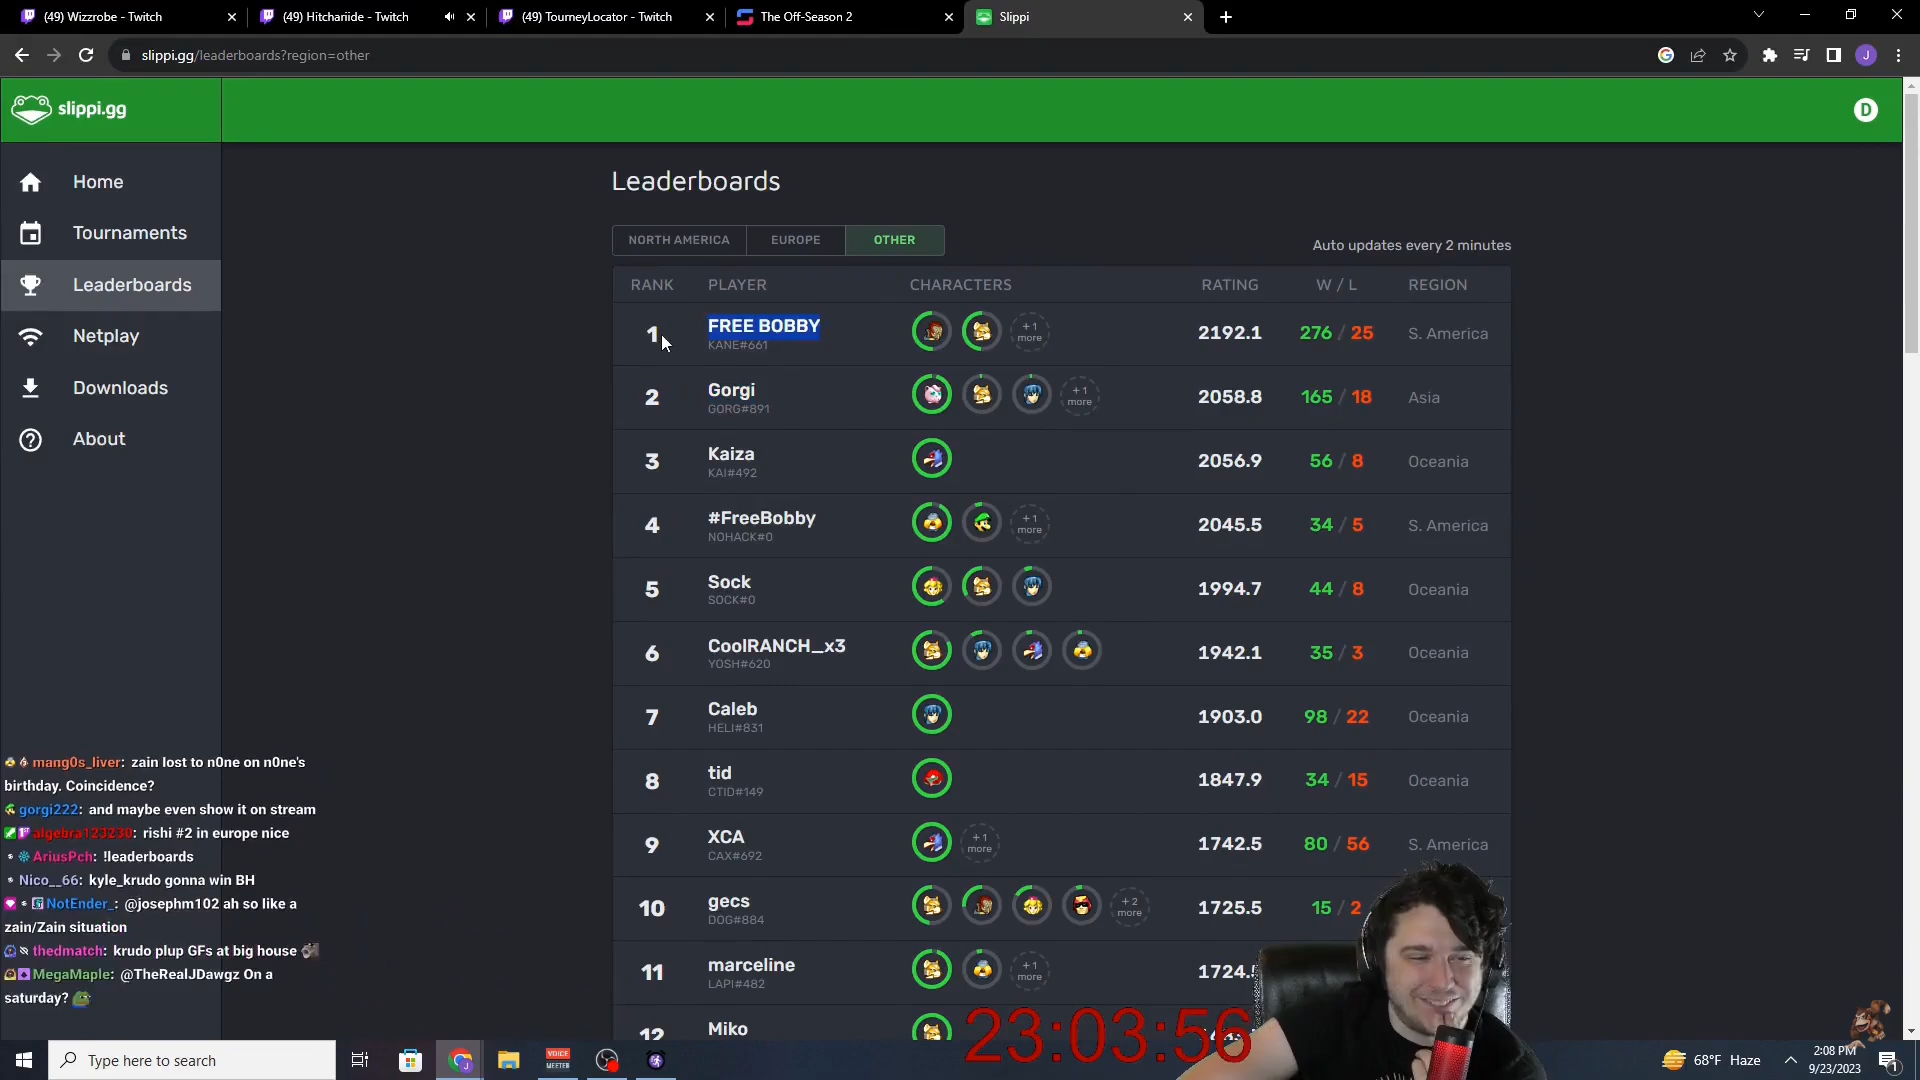 (49) Wizzrobe - Twitch
(49) Hitchariide - Twitch
(49) TourneyLocator - Twitch
The Off-Season 2
Slippi
slippi.gg/leaderboards?region=other
J
slippi.gg
D
Home
Tournaments
Leaderboards
Netplay
Downloads
About
Leaderboards
NORTH AMERICA EUROPE OTHER
Auto updates every 2 minutes
RANK PLAYER CHARACTERS RATING W / L REGION
1 FREE BOBBY KANE#661 +1 more 2192.1 276 / 25 S. America
2 Gorgi GORG#891 +1 more 2058.8 165 / 18 Asia
3 Kaiza KAI#492 2056.9 56 / 8 Oceania
4 #FreeBobby NOHACK#0 +1 more 2045.5 34 / 5 S. America
5 Sock SOCK#0 1994.7 44 / 8 Oceania
6 CoolRANCH_x3 YOSH#620 1942.1 35 / 3 Oceania
7 Caleb HELI#831 1903.0 98 / 22 Oceania
8 tid CTID#149 1847.9 34 / 15 Oceania
9 XCA CAX#692 +1 more 1742.5 80 / 56 S. America
10 gecs DOG#884 +2 more 1725.5 15 / 2
11 marceline LAPI#482 +1 more 1724.
12 Miko
mang0s_liver: zain lost to n0ne on n0ne's
birthday. Coincidence?
gorgi222: and maybe even show it on stream
algebra123230: rishi #2 in europe nice
AriusPch: !leaderboards
Nico__66: kyle_krudo gonna win BH
NotEnder_: @josephm102 ah so like a
zain/Zain situation
thedmatch: krudo plup GFs at big house
MegaMaple: @TheRealJDawgz On a
saturday?
23:03:56
Type here to search
VOICE
MEETER
68°F Haze
2:08 PM
9/23/2023
1